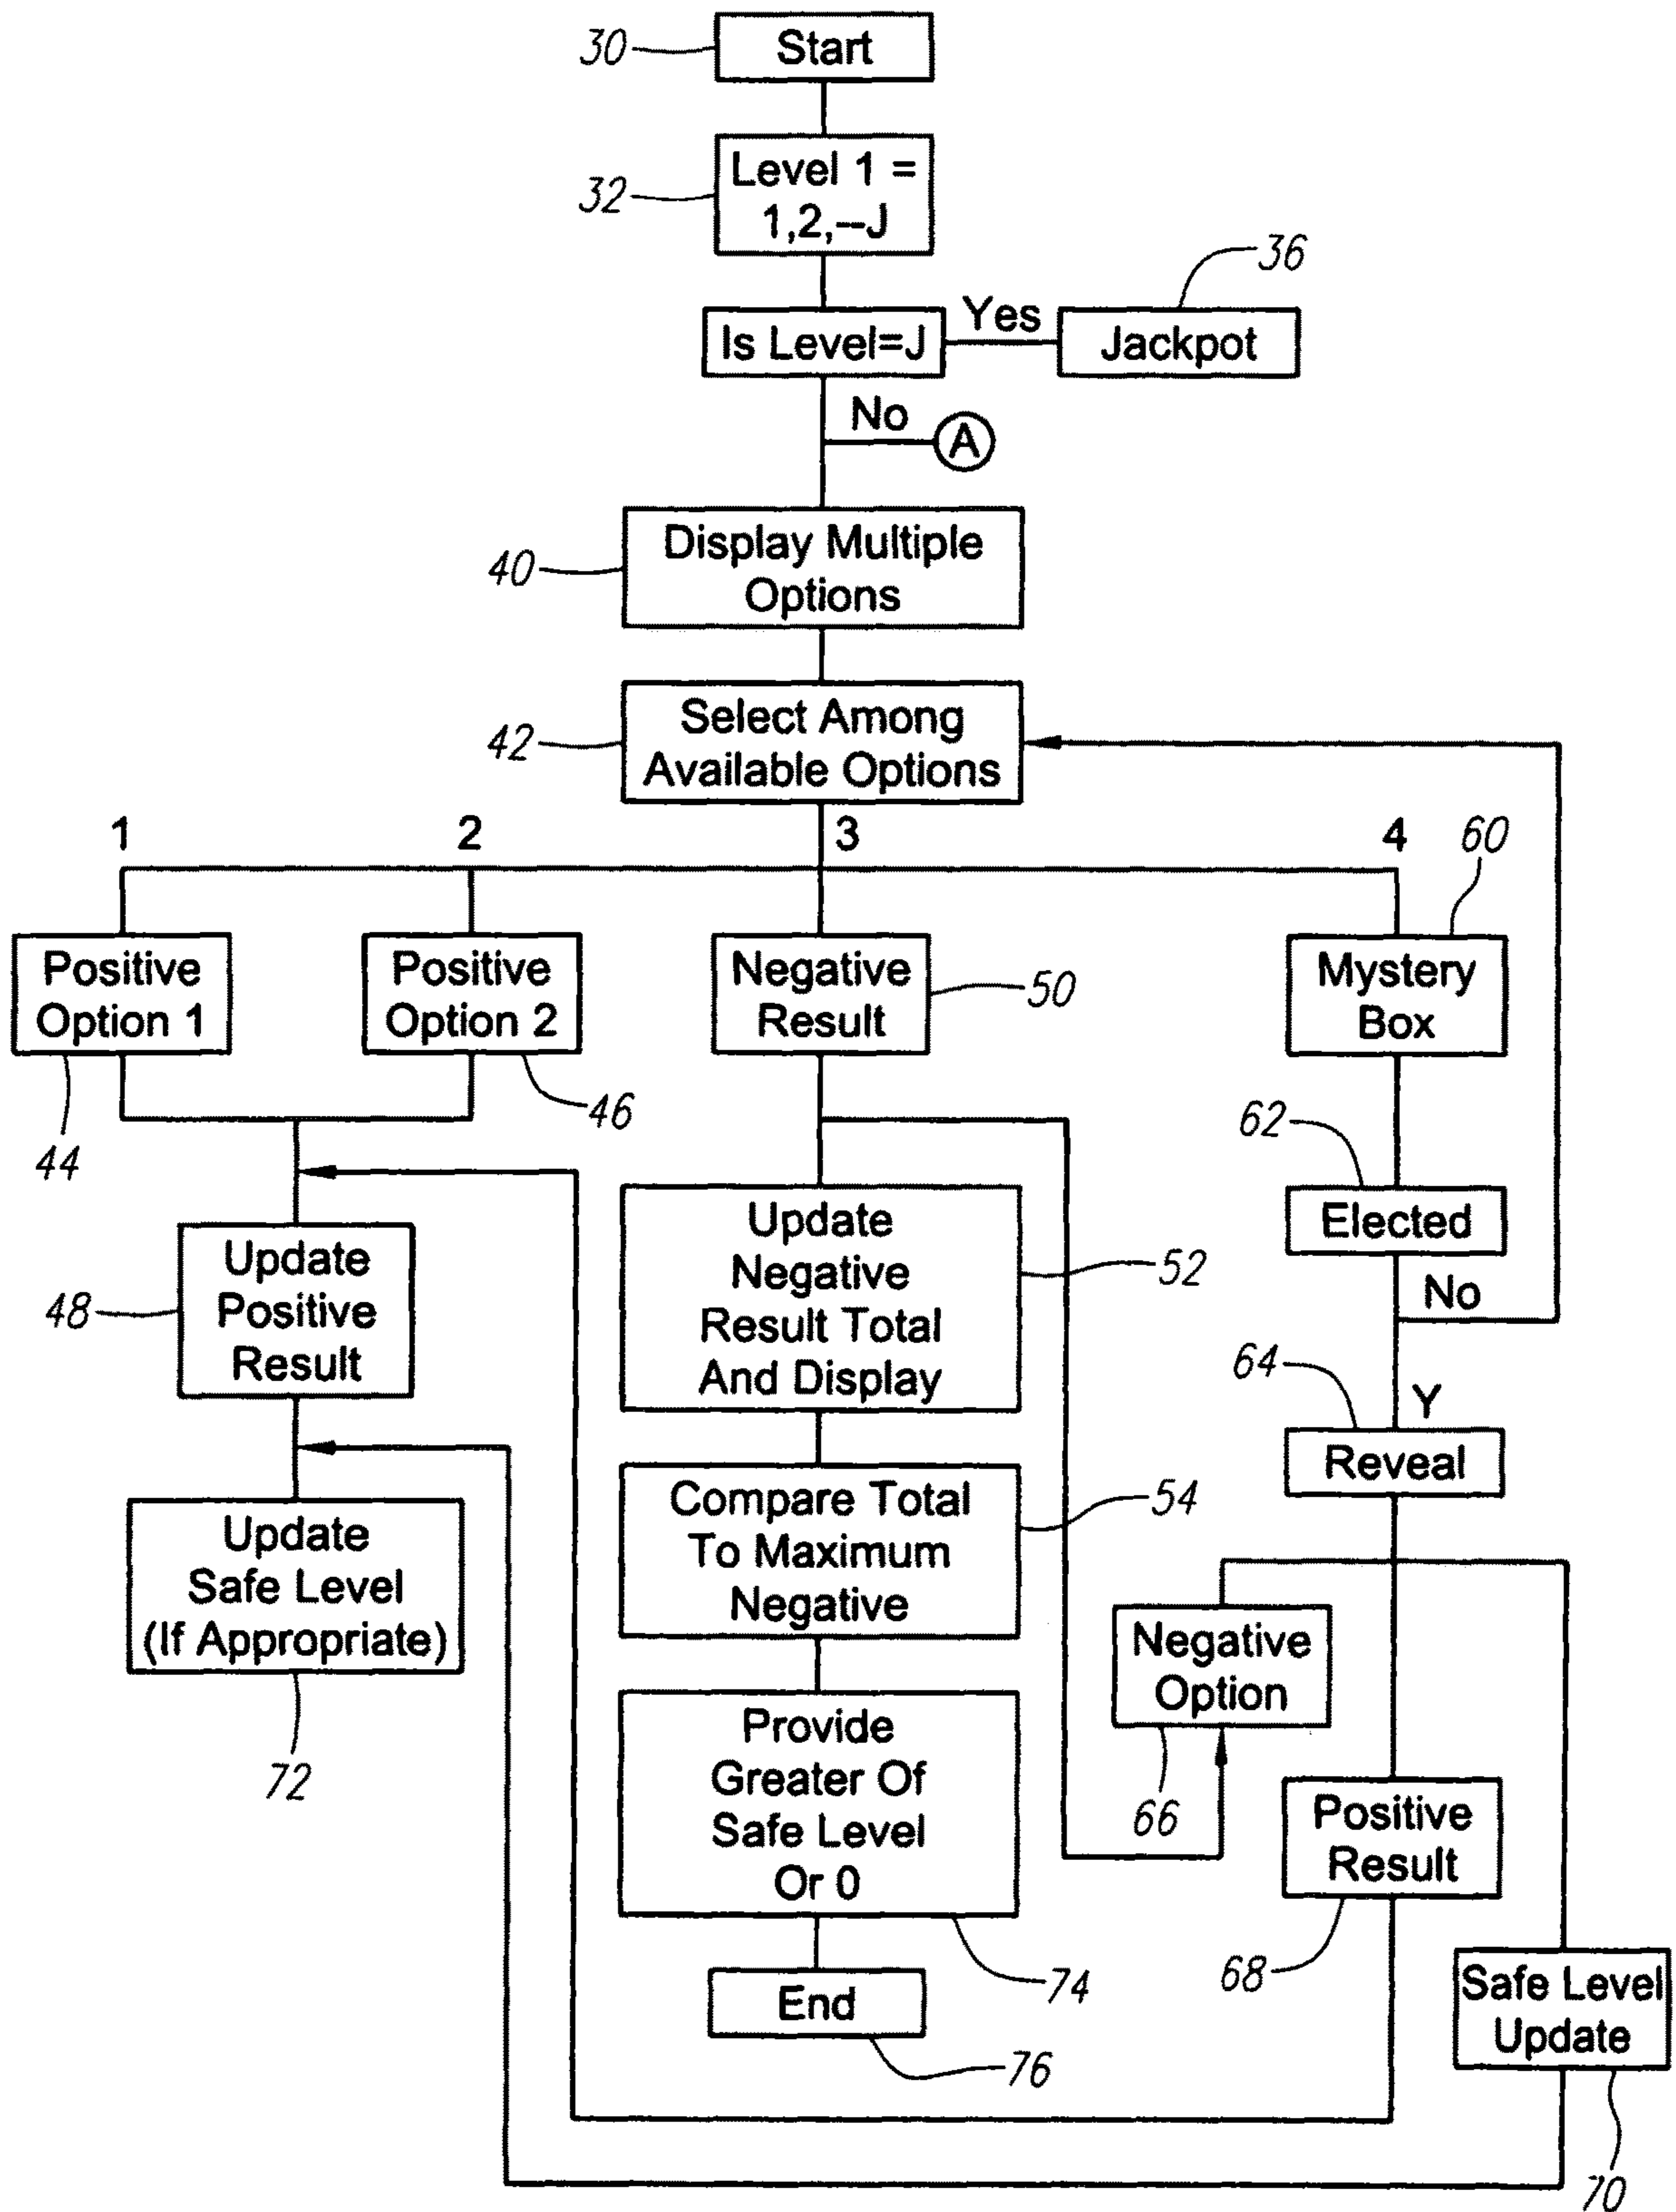 30
Start
32
Level 1 =
1,2,–J
36
Is Level=J
Yes
Jackpot
No
A
40
Display Multiple
Options
42
Select Among
Available Options
1
2
3
4
60
Positive
Option 1
Positive
Option 2
Negative
Result
50
Mystery
Box
44
46
62
Elected
No
48
Update
Positive
Result
Update
Negative
Result Total
And Display
52
64
Y
Reveal
Update
Safe Level
(If Appropriate)
72
Compare Total
To Maximum
Negative
54
Negative
Option
66
Provide
Greater Of
Safe Level
Or 0
74
Positive
Result
68
End
76
Safe Level
Update
70